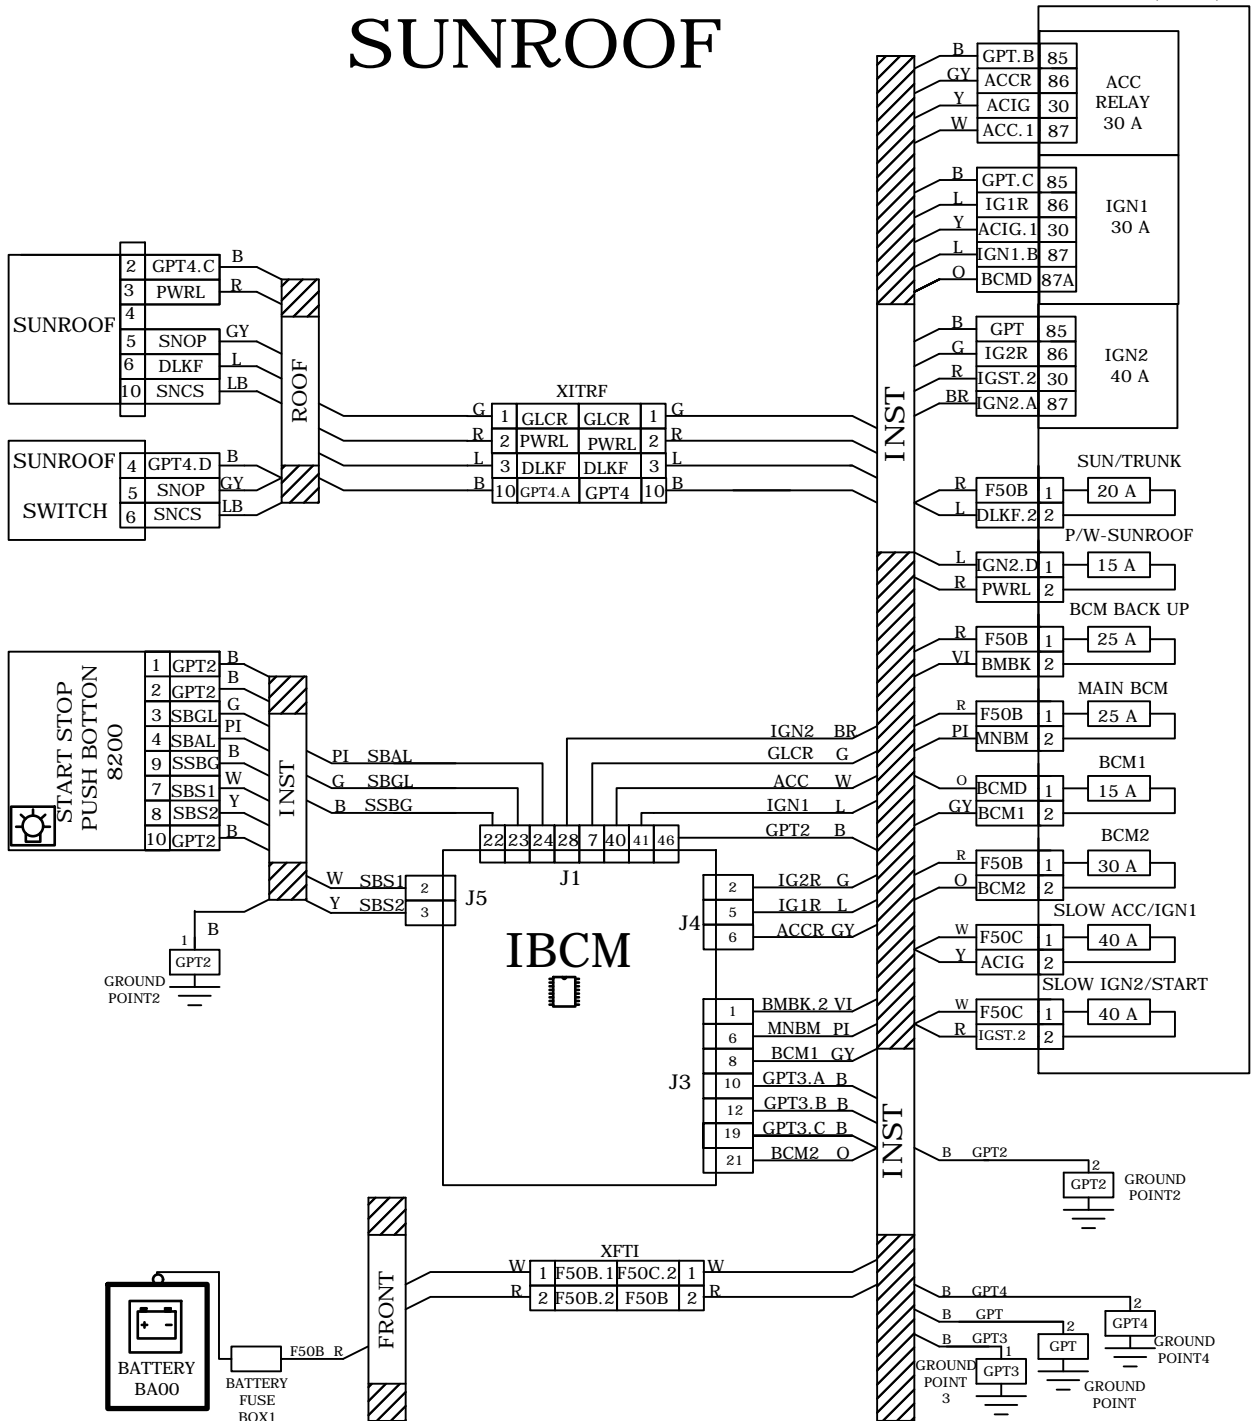 SUNROOF
B GPT.B 85
GY ACCR 86
Y ACIG 30
W ACC.1 87
ACC
RELAY
30 A
B GPT.C 85
L IG1R 86
Y ACIG.1 30
L IGN1.B 87
O BCMD 87A
IGN1
30 A
B GPT 85
G IG2R 86
R IGST.2 30
BR IGN2.A 87
IGN2
40 A
SUNROOF
2 GPT4.C B
3 PWRL R
4
5 SNOP GY
6 DLKF L
10 SNCS LB
ROOF
SUNROOF
SWITCH
4 GPT4.D B
5 SNOP GY
6 SNCS LB
XITRF
G 1 GLCR GLCR 1 G
R 2 PWRL PWRL 2 R
L 3 DLKF DLKF 3 L
B 10 GPT4.A GPT4 10 B
INST
SUN/TRUNK
R F50B 1 20 A
L DLKF.2 2
P/W-SUNROOF
L IGN2.D 1 15 A
R PWRL 2
BCM BACK UP
R F50B 1 25 A
VI BMBK 2
MAIN BCM
R F50B 1 25 A
PI MNBM 2
BCM1
O BCMD 1 15 A
GY BCM1 2
BCM2
R F50B 1 30 A
O BCM2 2
SLOW ACC/IGN1
W F50C 1 40 A
Y ACIG 2
SLOW IGN2/START
W F50C 1 40 A
R IGST.2 2
START STOP
PUSH BOTTON
8200
1 GPT2 B
2 GPT2 B
3 SBGL G
4 SBAL PI
9 SSBG B
7 SBS1 W
8 SBS2 Y
10 GPT2 B
INST
PI SBAL
G SBGL
B SSBG
W SBS1 2
Y SBS2 3
J5
B
1
GPT2
GROUND
POINT2
IGN2 BR
GLCR G
ACC W
IGN1 L
GPT2 B
22 23 24 28 7 40 41 46
J1
IBCM
J4
2 IG2R G
5 IG1R L
6 ACCR GY
J3
1 BMBK.2 VI
6 MNBM PI
8 BCM1 GY
10 GPT3.A B
12 GPT3.B B
19 GPT3.C B
21 BCM2 O
INST
B GPT2
2
GPT2
GROUND
POINT2
FRONT
XFTI
W 1 F50B.1 F50C.2 1 W
R 2 F50B.2 F50B 2 R
BATTERY
BA00
F50B R
BATTERY
FUSE
BOX1
B GPT4
2
GPT4
GROUND
POINT4
B GPT
2
GPT
GROUND
POINT
B GPT3
1
GPT3
GROUND
POINT
3